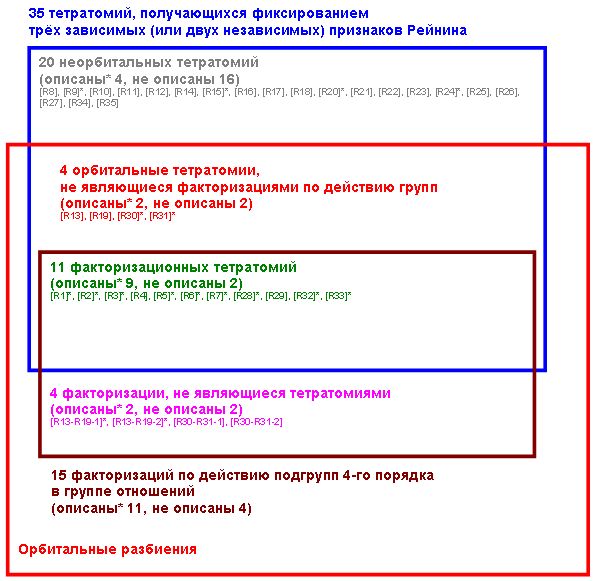 35 тетратомий, получающихся фиксированием
трёх зависимых (или двух независимых) признаков Рейнина
20 неорбитальных тетратомий
(описаны* 4, не описаны 16)
[R8], [R9]*, [R10], [R11], [R12], [R14], [R15]*, [R16], [R17], [R18], [R20]*, [R21], [R22], [R23], [R24]*, [R25], [R26],
[R27], [R34], [R35]
4 орбитальные тетратомии,
не являющиеся факторизациями по действию групп
(описаны* 2, не описаны 2)
[R13], [R19], [R30]*, [R31]*
11 факторизационных тетратомий
(описаны* 9, не описаны 2)
[R1]*, [R2]*, [R3]*, [R4], [R5]*, [R6]*, [R7]*, [R28]*, [R29], [R32]*, [R33]*
4 факторизации, не являющиеся тетратомиями
(описаны* 2, не описаны 2)
[R13-R19-1]*, [R13-R19-2]*, [R30-R31-1], [R30-R31-2]
15 факторизаций по действию подгрупп 4-го порядка
в группе отношений
(описаны* 11, не описаны 4)
Орбитальные разбиения